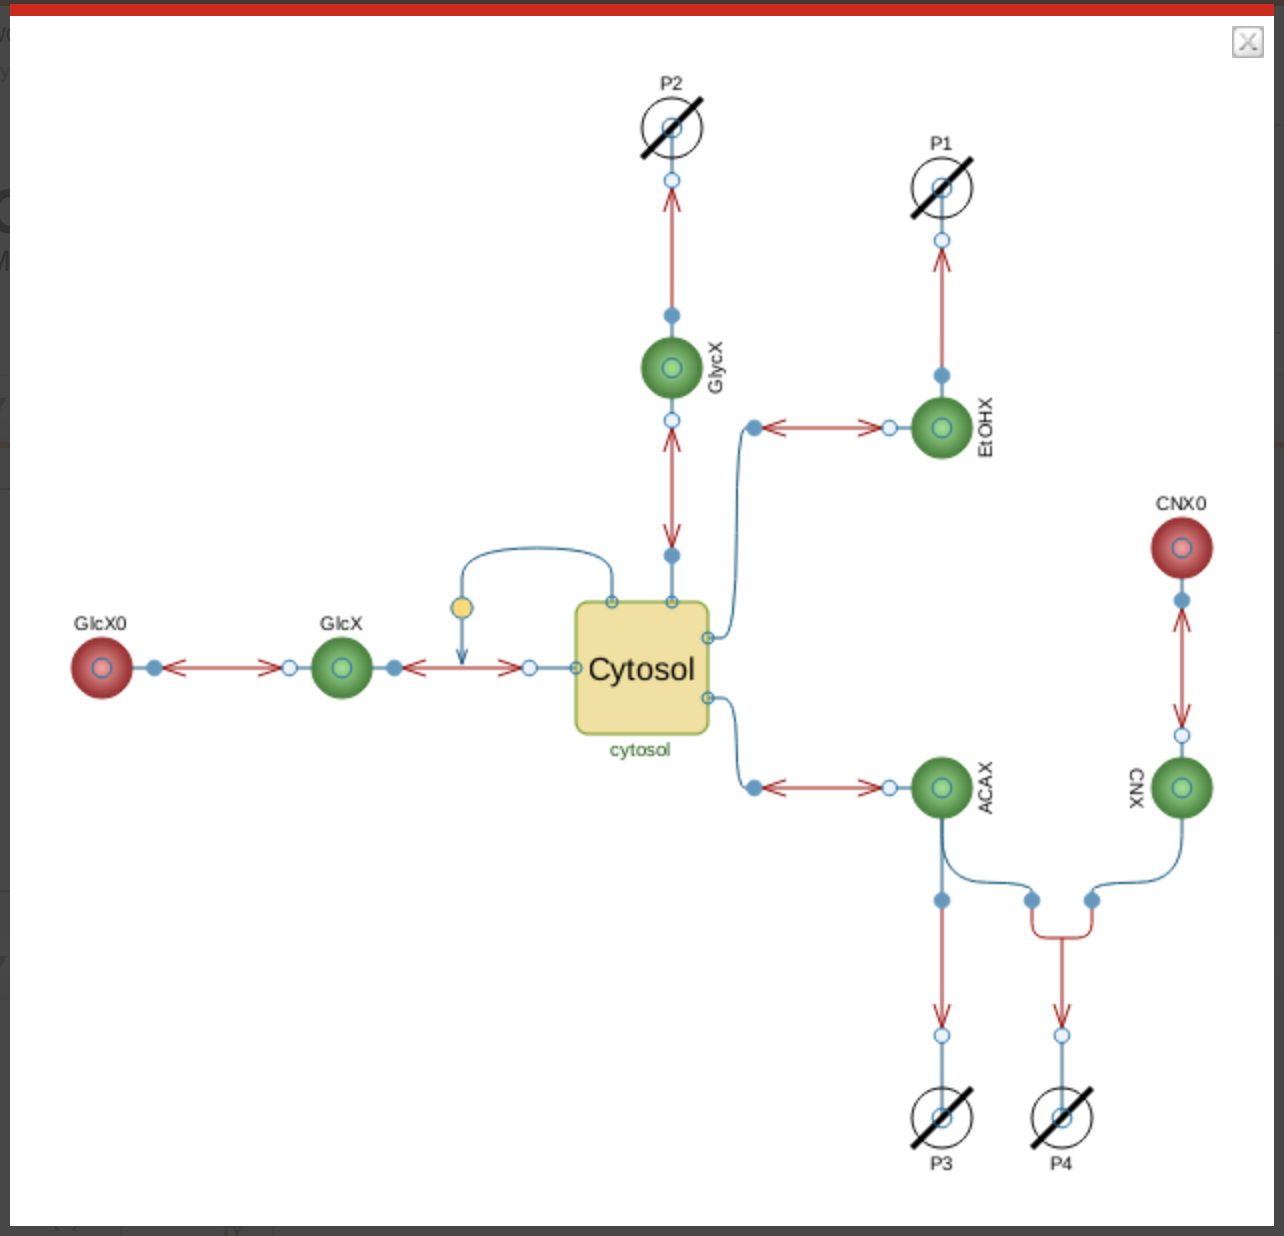 X
P2
P1
GlycX
EtOHX
CNX0
GlcX0
GlcX
Cytosol
cytosol
ACAX
CNX
P3
P4